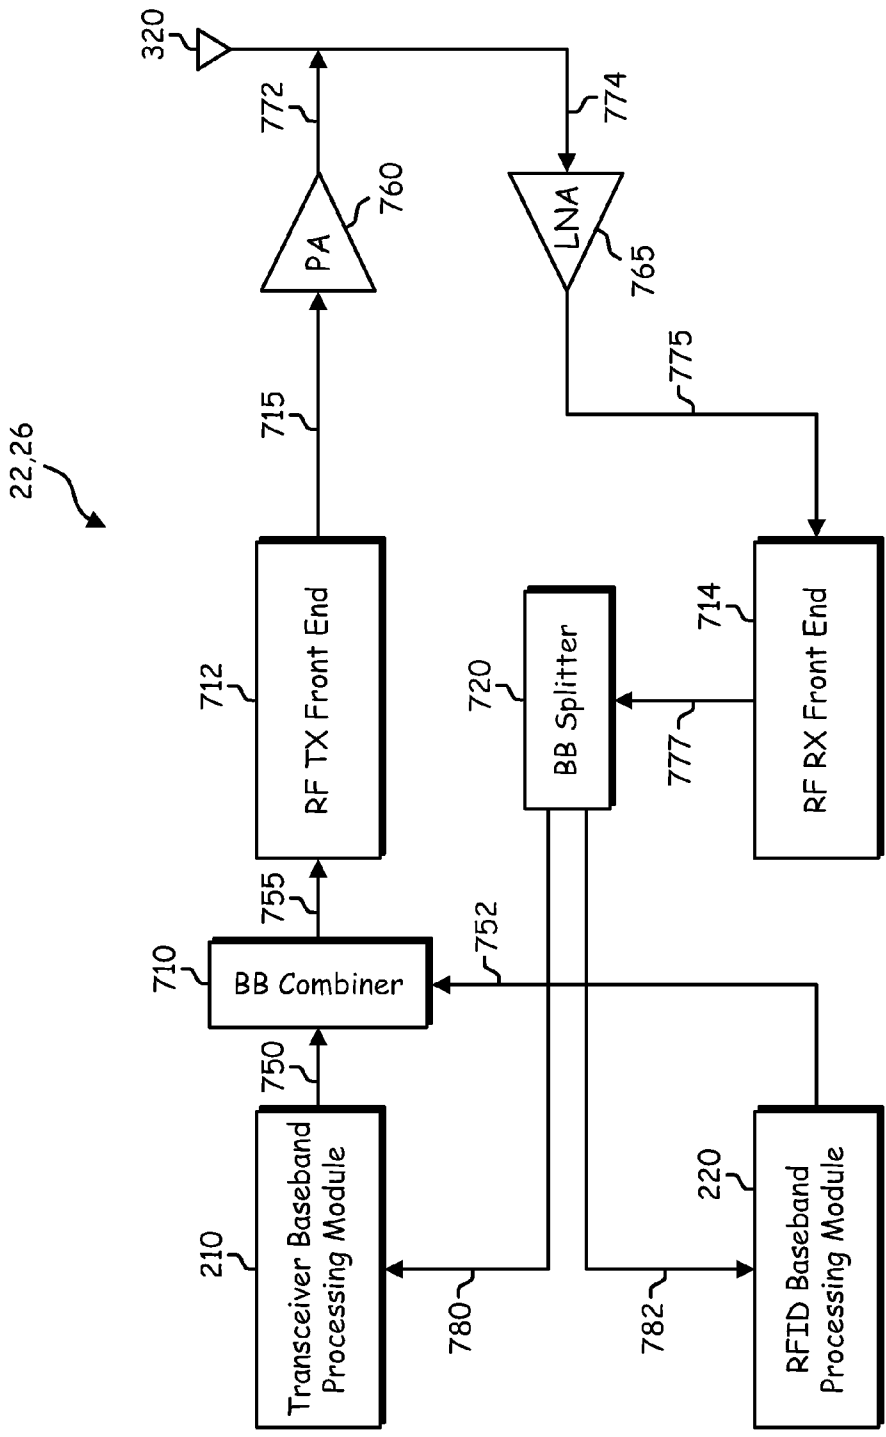 22,26
210
Transceiver Baseband
Processing Module
750
710
BB Combiner
755
712
RF TX Front End
715
PA
760
772
320
774
LNA
765
775
714
RF RX Front End
777
720
BB Splitter
752
780
782
220
RFID Baseband
Processing Module